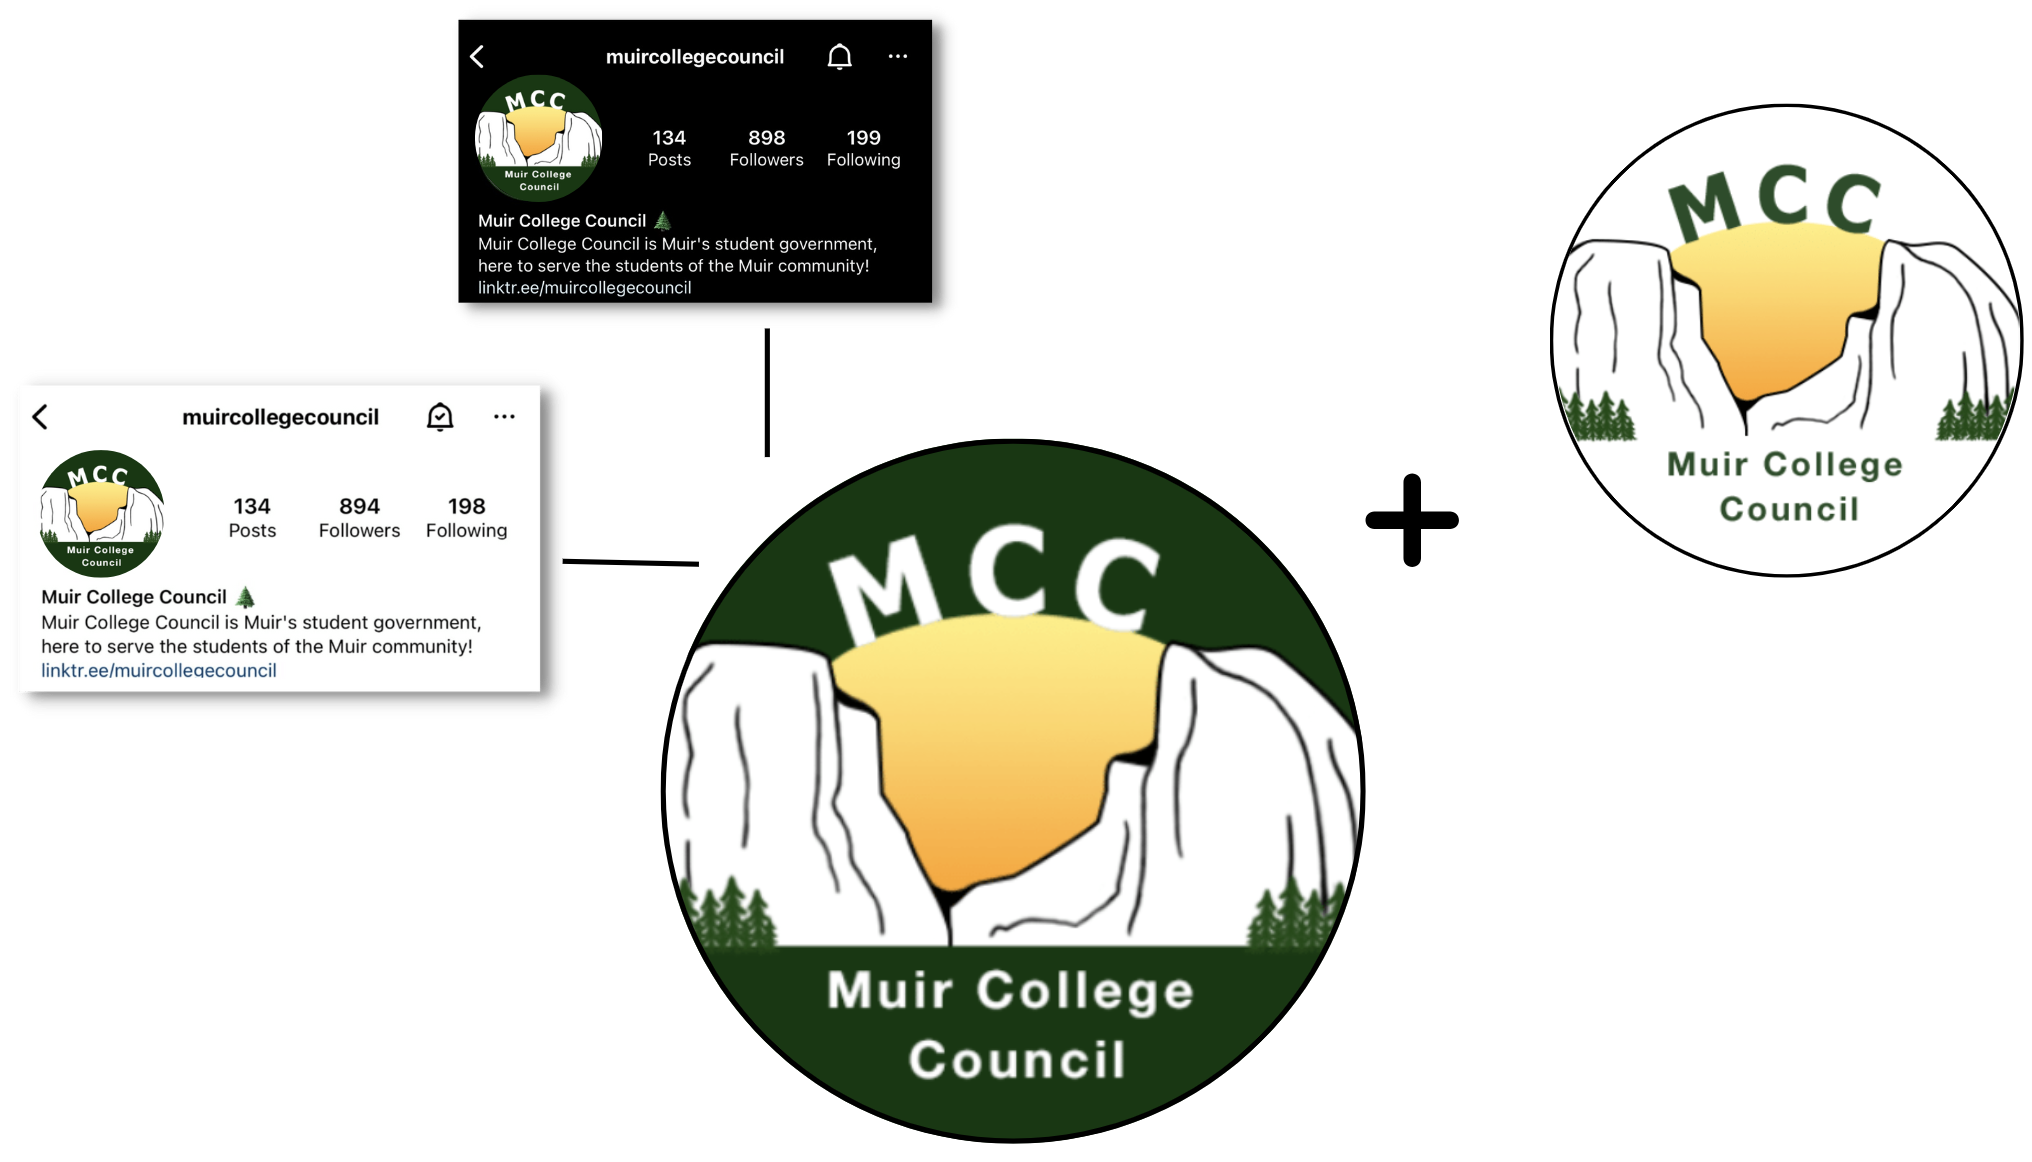 muircollegecouncil
MCC
Muir College
Council
134 898 199
Posts Followers Following
Muir College Council 🌲
Muir College Council is Muir's student government,
here to serve the students of the Muir community!
linktr.ee/muircollegecouncil
muircollegecouncil
MCC
Muir College
Council
134 894 198
Posts Followers Following
Muir College Council 🌲
Muir College Council is Muir's student government,
here to serve the students of the Muir community!
linktr.ee/muircollegecouncil
MCC
Muir College
Council
MCC
Muir College
Council